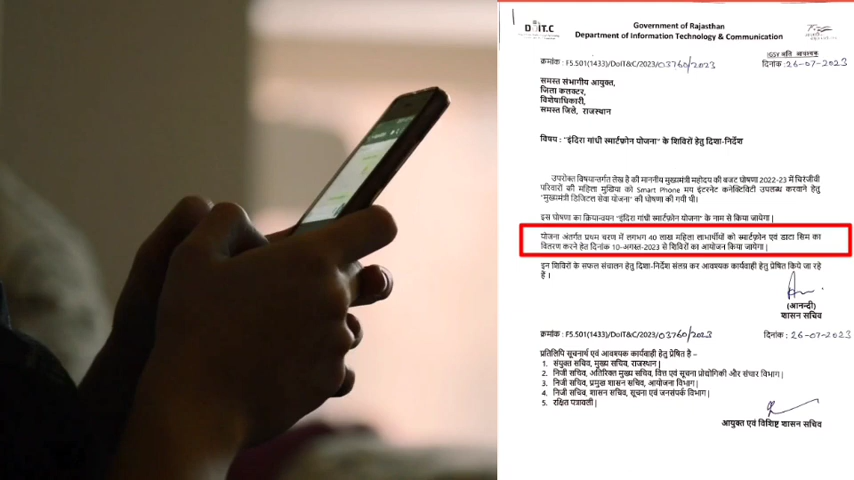 DOIT&C
Government of Rajasthan
Department of Information Technology & Communication
IGSY अति आवश्यक
क्रमांक : F5.501(1433)/DoIT&C/2023/03760/2023
दिनांक : 26-07-2023
समस्त संभागीय आयुक्त,
जिला कलक्टर,
विशेषाधिकारी,
समस्त जिले, राजस्थान
विषय : "इंदिरा गांधी स्मार्टफ़ोन योजना" के शिविरों हेतु दिशा-निर्देश
उपरोक्त विषयान्तर्गत लेख है की माननीय मुख्यमंत्री महोदय की बजट घोषणा 2022-23 में चिरंजीवी
परिवारों की महिला मुखिया को Smart Phone मय इंटरनेट कनेक्टिविटी उपलब्ध करवाने हेतु
"मुख्यमंत्री डिजिटल सेवा योजना" की घोषणा की गयी थी।
इस घोषणा का क्रियान्वयन "इंदिरा गांधी स्मार्टफ़ोन योजना" के नाम से किया जायेगा |
योजना अंतर्गत प्रथम चरण में लगभग 40 लाख महिला लाभार्थीयों को स्मार्टफ़ोन एवं डाटा सिम का
वितरण करने हेतु दिनांक 10-अगस्त-2023 से शिविरों का आयोजन किया जायेगा |
इन शिविरों के सफल संचालन हेतु दिशा-निर्देश संलग्न कर आवश्यक कार्यवाही हेतु प्रेषित किये जा रहे
हैं ।
(आनन्दी)
शासन सचिव
क्रमांक : F5.501(1433)/DoIT&C/2023/03760/2023
दिनांक : 26-07-2023
प्रतिलिपि सूचनार्थ एवं आवश्यक कार्यवाही हेतु प्रेषित है –
1. संयुक्त सचिव, मुख्य सचिव, राजस्थान |
2. निजी सचिव, अतिरिक्त मुख्य सचिव, वित्त एवं सूचना प्रोद्योगिकी और संचार विभाग |
3. निजी सचिव, प्रमुख शासन सचिव, आयोजना विभाग |
4. निजी सचिव, शासन सचिव, सूचना एवं जनसंपर्क विभाग |
5. रक्षित पत्रावली |
आयुक्त एवं विशिष्ट शासन सचिव